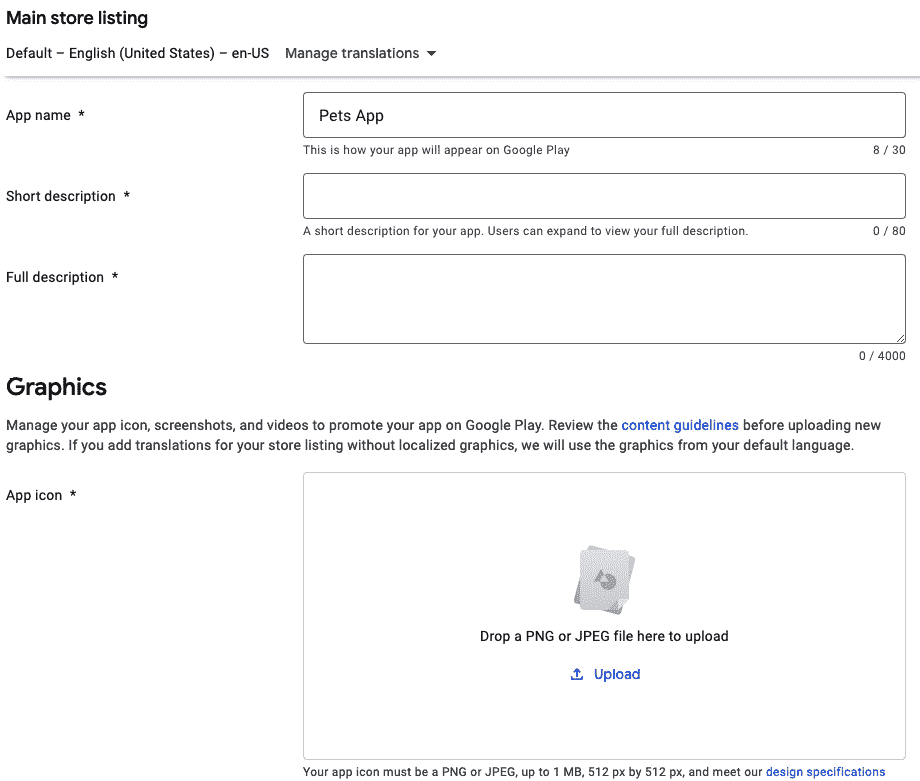 Main store listing
Default – English (United States) – en-US Manage translations
App name *
Pets App
This is how your app will appear on Google Play 8 / 30
Short description *
A short description for your app. Users can expand to view your full description. 0 / 80
Full description *
0 / 4000
Graphics
Manage your app icon, screenshots, and videos to promote your app on Google Play. Review the content guidelines before uploading new
graphics. If you add translations for your store listing without localized graphics, we will use the graphics from your default language.
App icon *
Drop a PNG or JPEG file here to upload
Upload
Your app icon must be a PNG or JPEG, up to 1 MB, 512 px by 512 px, and meet our design specifications